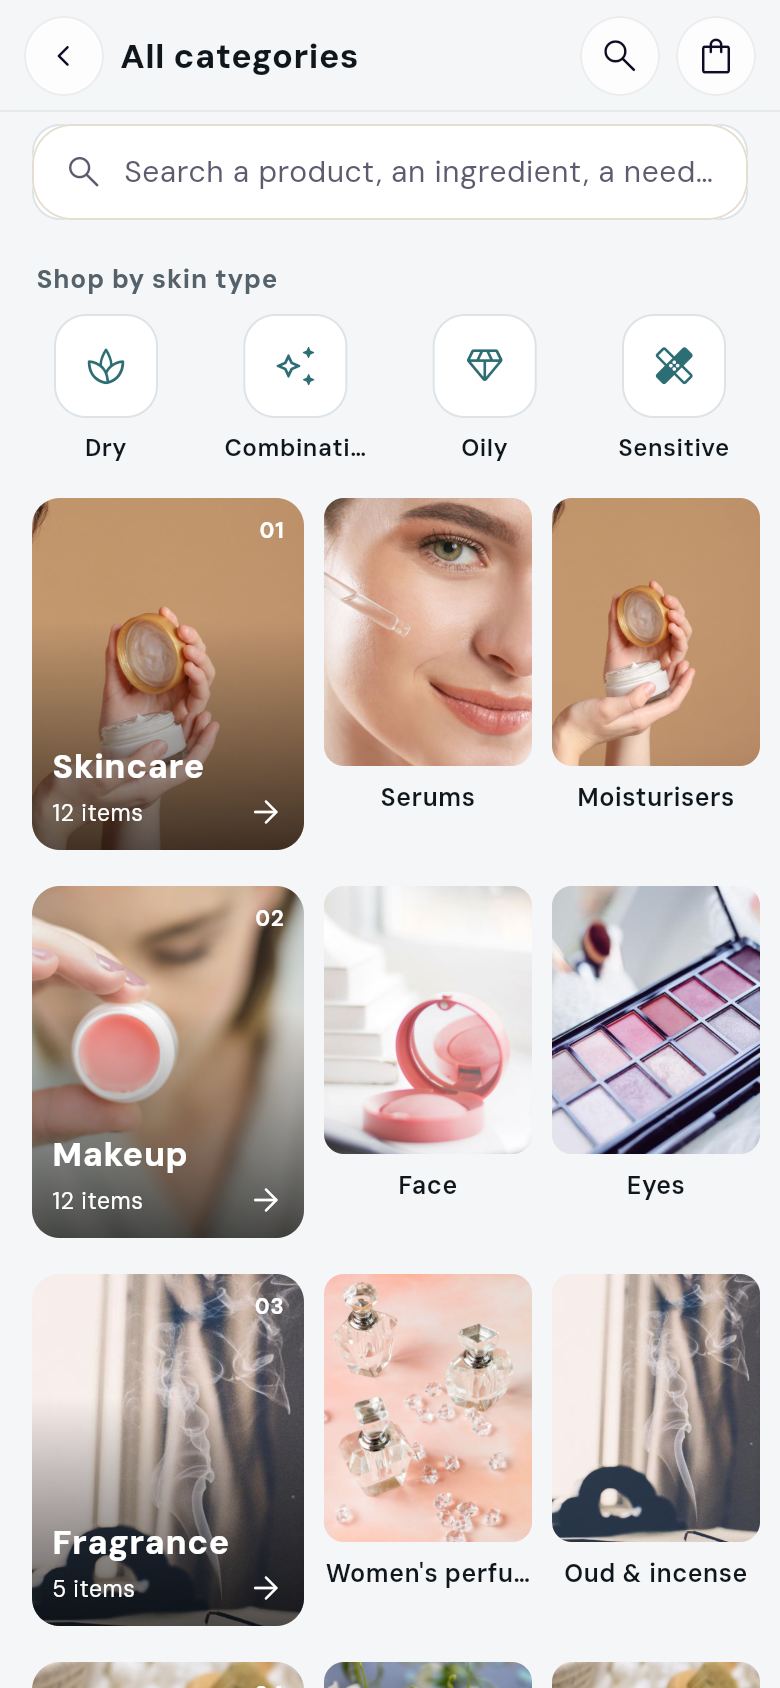 All categories
Search a product, an ingredient, a need...
Shop by skin type
Dry
Combinati...
Oily
Sensitive
01
Skincare
12 items
Serums
Moisturisers
02
Makeup
12 items
Face
Eyes
03
Fragrance
5 items
Women's perfu...
Oud & incense